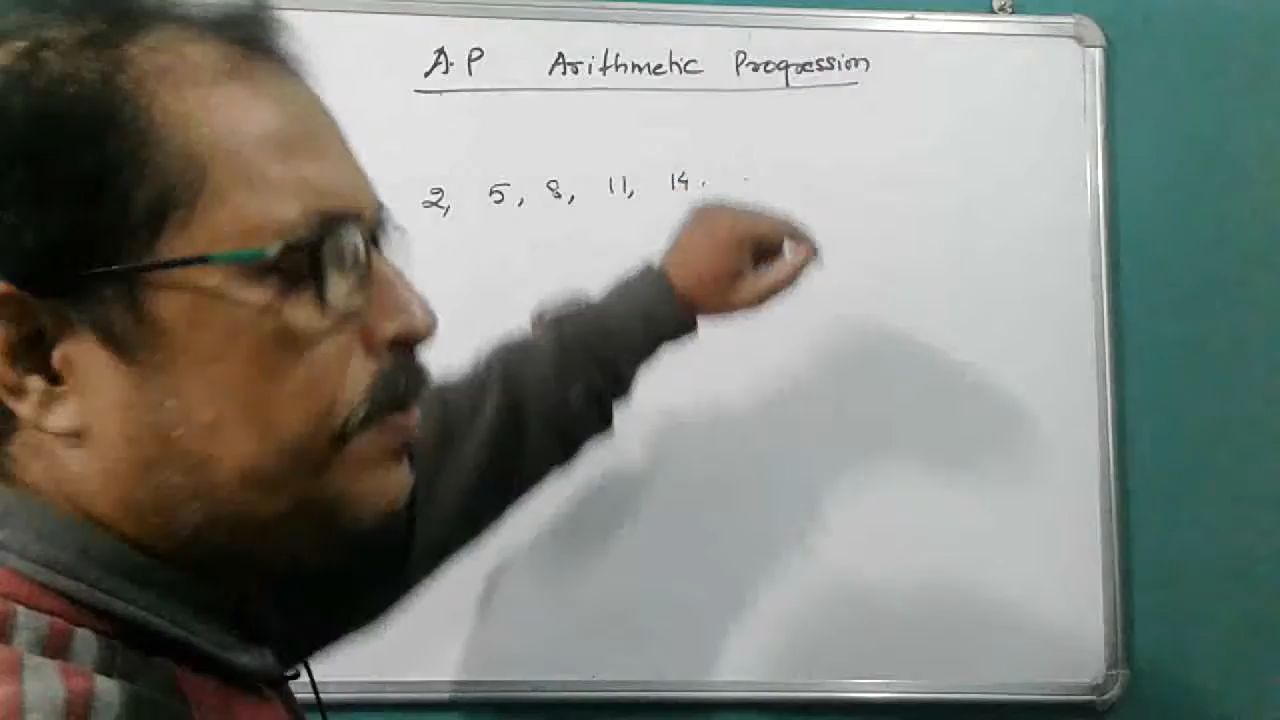 A.P Arithmetic Progression
2, 5, 8, 11, 14. .